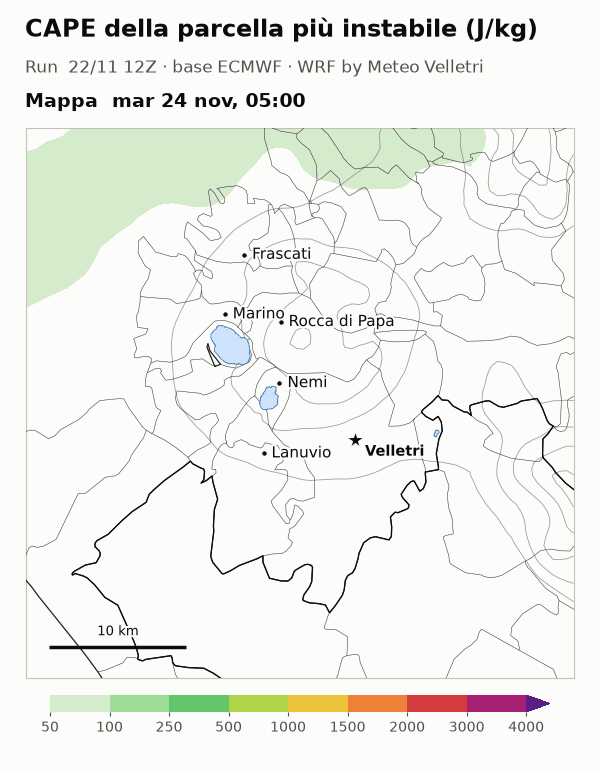 CAPE della parcella più instabile (J/kg)
Run  22/11 12Z · base ECMWF · WRF by Meteo Velletri
Mappa  mar 24 nov, 05:00
Frascati
Marino
Rocca di Papa
Nemi
Velletri
Lanuvio
10 km
50 100 250 500 1000 1500 2000 3000 4000